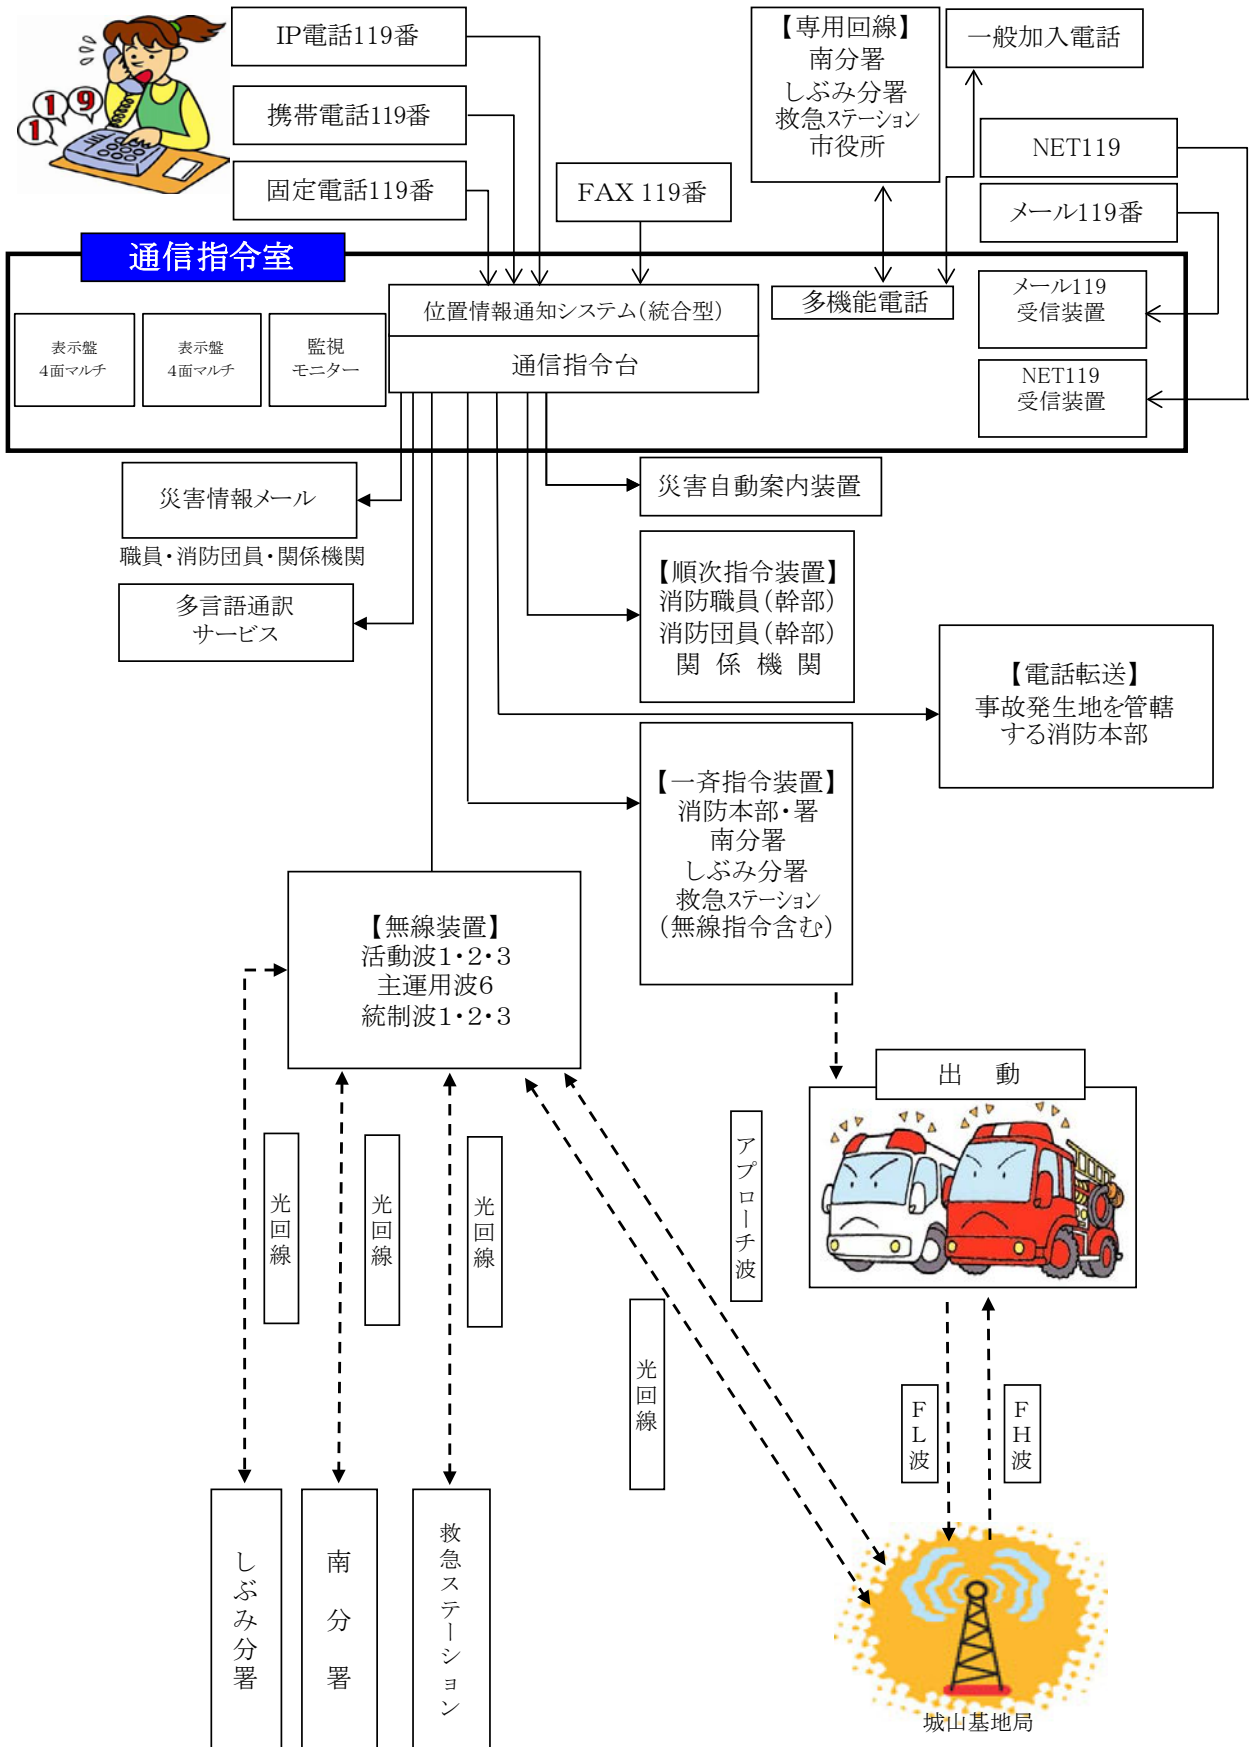 IP電話119番
携帯電話119番
固定電話119番
119
FAX 119番
【専用回線】
南分署
しぶみ分署
救急ステーション
市役所
一般加入電話
NET119
メール119番
通信指令室
表示盤
4面マルチ
表示盤
4面マルチ
監視
モニター
位置情報通知システム(統合型)
通信指令台
多機能電話
メール119
受信装置
NET119
受信装置
災害情報メール
職員・消防団員・関係機関
多言語通訳
サービス
災害自動案内装置
【順次指令装置】
消防職員(幹部)
消防団員(幹部)
関 係 機 関
【電話転送】
事故発生地を管轄
する消防本部
【一斉指令装置】
消防本部・署
南分署
しぶみ分署
救急ステーション
(無線指令含む)
【無線装置】
活動波1・2・3
主運用波6
統制波1・2・3
出 動
光回線
光回線
光回線
光回線
アプローチ波
FL波
FH波
しぶみ分署
南分署
救急ステーション
城山基地局